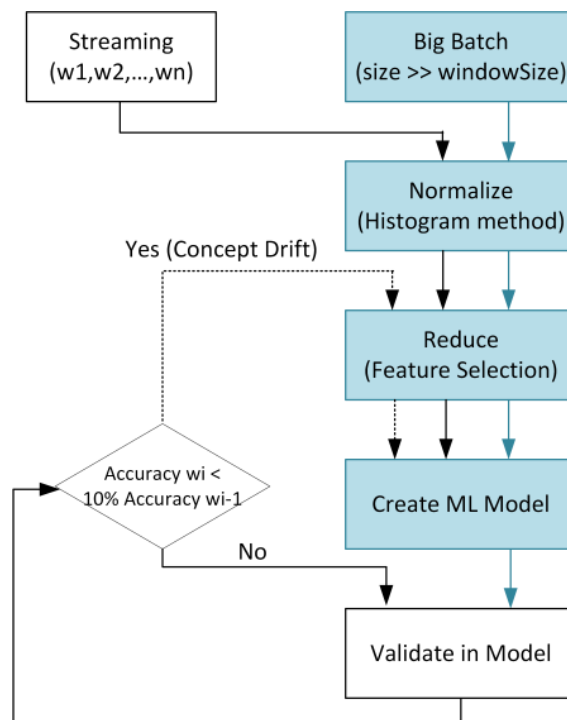 Streaming
(w1,w2,...,wn)
Big Batch
(size >> windowSize)
Normalize
(Histogram method)
Yes (Concept Drift)
Reduce
(Feature Selection)
Accuracy wi <
10% Accuracy wi-1
Create ML Model
No
Validate in Model